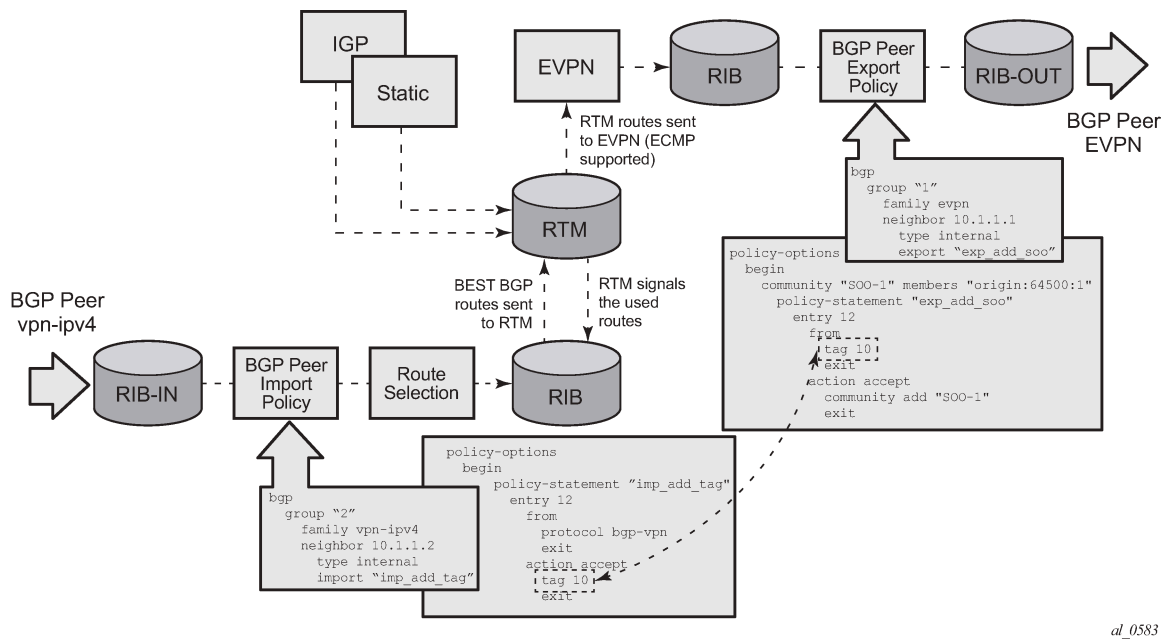 IGP
Static
EVPN
RIB
BGP Peer
Export
Policy
RIB-OUT
BGP Peer
EVPN
RTM routes sent
to EVPN (ECMP
supported)
RTM
BEST BGP
routes sent
to RTM
RTM signals
the used
routes
BGP Peer
vpn-ipv4
RIB-IN
BGP Peer
Import
Policy
Route
Selection
RIB
bgp
group “1”
family evpn
neighbor 10.1.1.1
type internal
export “exp_add_soo”
policy-options
begin
community "SOO-1" members "origin:64500:1"
policy-statement "exp_add_soo"
entry 12
from
tag 10
exit
action accept
community add "SOO-1"
exit
bgp
group “2”
family vpn-ipv4
neighbor 10.1.1.2
type internal
import “imp_add_tag”
policy-options
begin
policy-statement ”imp_add_tag"
entry 12
from
protocol bgp-vpn
exit
action accept
tag 10
exit
al_0583